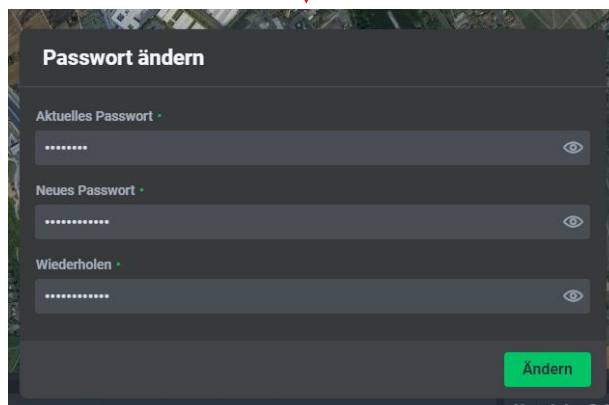 Passwort ändern
Aktuelles Passwort •
••••••••
Neues Passwort •
••••••••••••
Wiederholen •
••••••••••••
Ändern